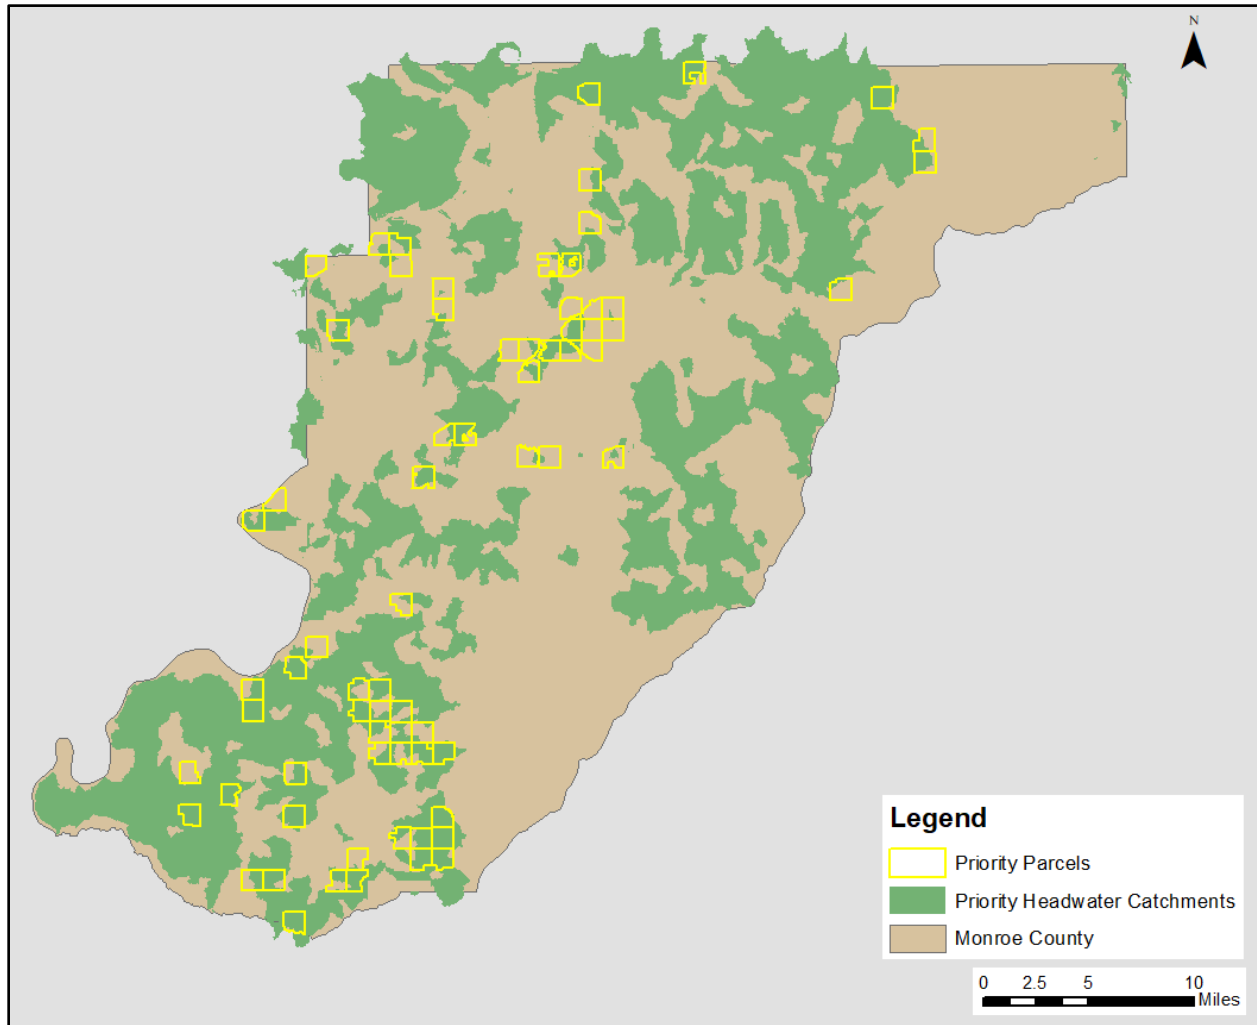 N
Legend
Priority Parcels
Priority Headwater Catchments
Monroe County
0 2.5 5 10
Miles